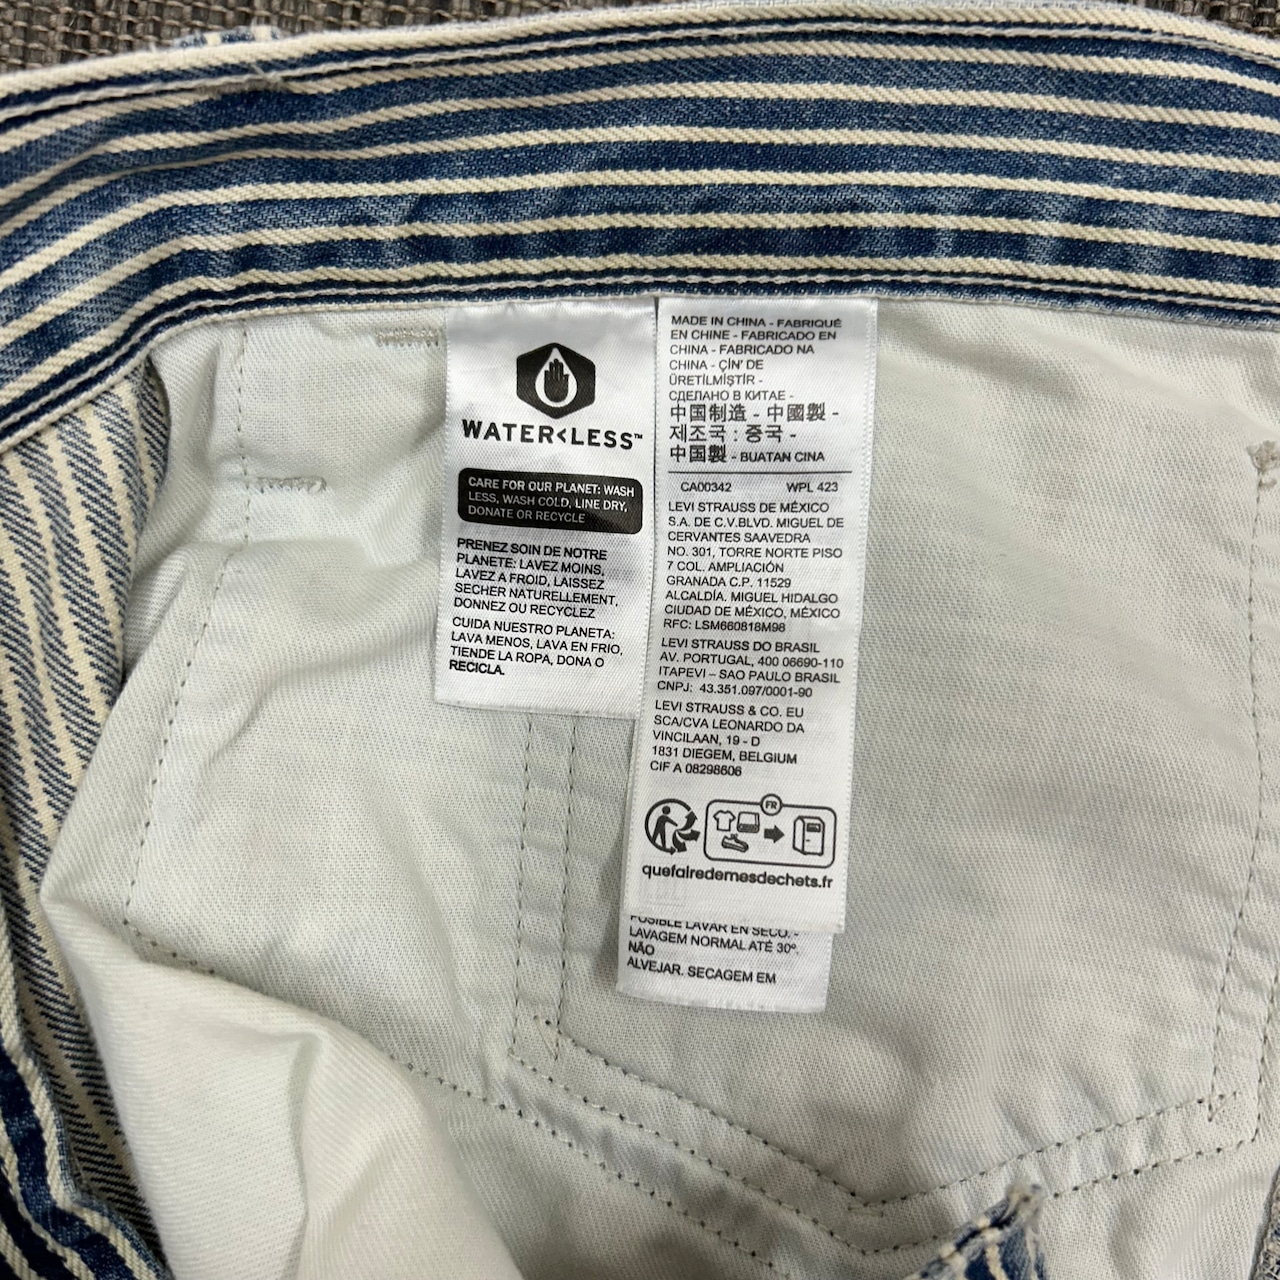 WATER<LESS™
CARE FOR OUR PLANET: WASH
LESS, WASH COLD, LINE DRY,
DONATE OR RECYCLE
PRENEZ SOIN DE NOTRE
PLANETE: LAVEZ MOINS,
LAVEZ A FROID, LAISSEZ
SECHER NATURELLEMENT,
DONNEZ OU RECYCLEZ
CUIDA NUESTRO PLANETA:
LAVA MENOS, LAVA EN FRIO,
TIENDE LA ROPA, DONA O
RECICLA.
MADE IN CHINA - FABRIQUÉ
EN CHINE - FABRICADO EN
CHINA - FABRICADO NA
CHINA - ÇİN' DE
ÜRETİLMİŞTİR -
СДЕЛАНО В КИТАЕ -
中国制造 - 中國製 -
제조국 : 중국 -
中国製 - BUATAN CINA
CA00342 WPL 423
LEVI STRAUSS DE MÉXICO
S.A. DE C.V.BLVD. MIGUEL DE
CERVANTES SAAVEDRA
NO. 301, TORRE NORTE PISO
7 COL. AMPLIACIÓN
GRANADA C.P. 11529
ALCALDÍA. MIGUEL HIDALGO
CIUDAD DE MÉXICO, MÉXICO
RFC: LSM660818M98
LEVI STRAUSS DO BRASIL
AV. PORTUGAL, 400 06690-110
ITAPEVI – SAO PAULO BRASIL
CNPJ: 43.351.097/0001-90
LEVI STRAUSS & CO. EU
SCA/CVA LEONARDO DA
VINCILAAN, 19 - D
1831 DIEGEM, BELGIUM
CIF A 08298606
FR
quefairedemesdechets.fr
POSIBLE LAVAR EN SECO. -
LAVAGEM NORMAL ATÉ 30º.
NÃO
ALVEJAR. SECAGEM EM